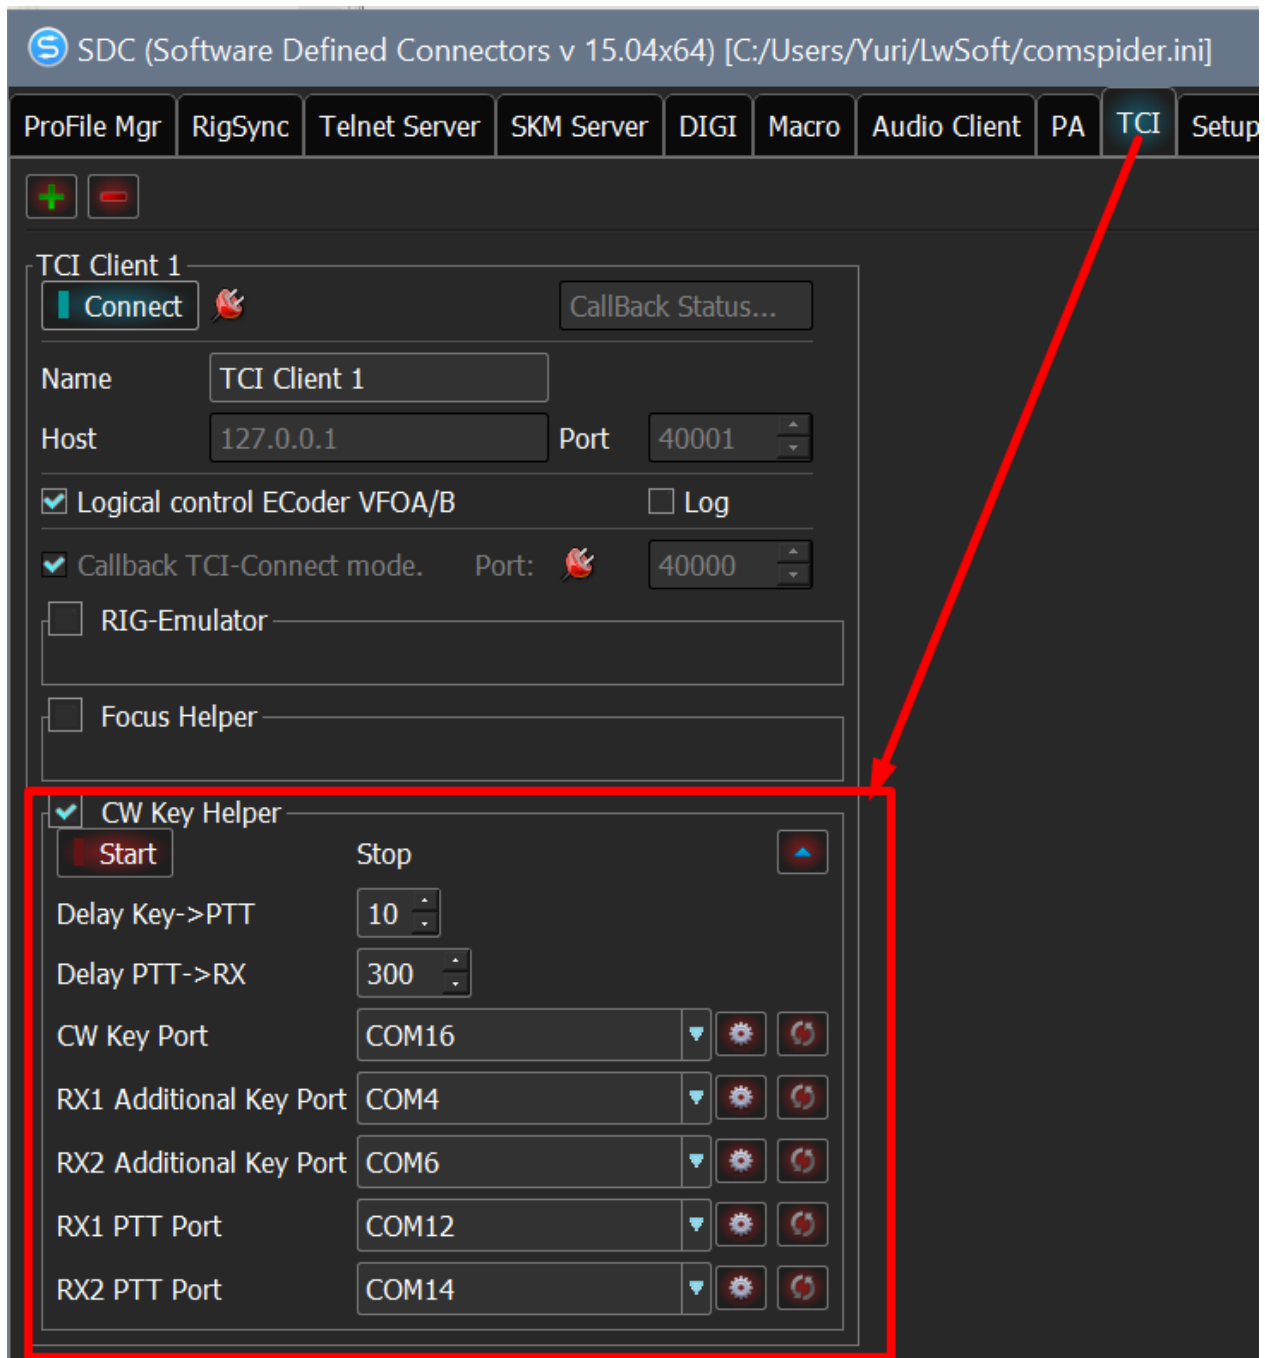 SDC (Software Defined Connectors v 15.04x64) [C:/Users/Yuri/LwSoft/comspider.ini]
ProFile Mgr RigSync Telnet Server SKM Server DIGI Macro Audio Client PA TCI Setup
TCI Client 1
Connect CallBack Status...
Name TCI Client 1
Host 127.0.0.1 Port 40001
Logical control ECoder VFOA/B Log
Callback TCI-Connect mode. Port: 40000
RIG-Emulator
Focus Helper
CW Key Helper
Start Stop
Delay Key->PTT 10
Delay PTT->RX 300
CW Key Port COM16
RX1 Additional Key Port COM4
RX2 Additional Key Port COM6
RX1 PTT Port COM12
RX2 PTT Port COM14